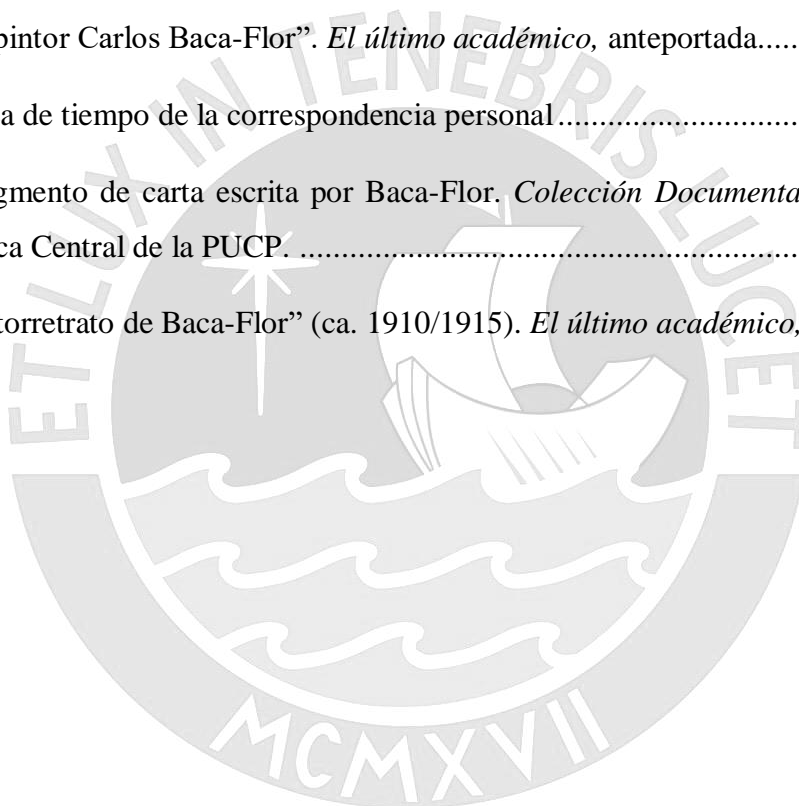 pintor Carlos Baca-Flor”. El último académico, anteportada.....
a de tiempo de la correspondencia personal
gmento de carta escrita por Baca-Flor. Colección Documenta
ca Central de la PUCP.
torretrato de Baca-Flor” (ca. 1910/1915). El último académico,
ET LUX IN TENEBRIS LUCET
MCMXVII